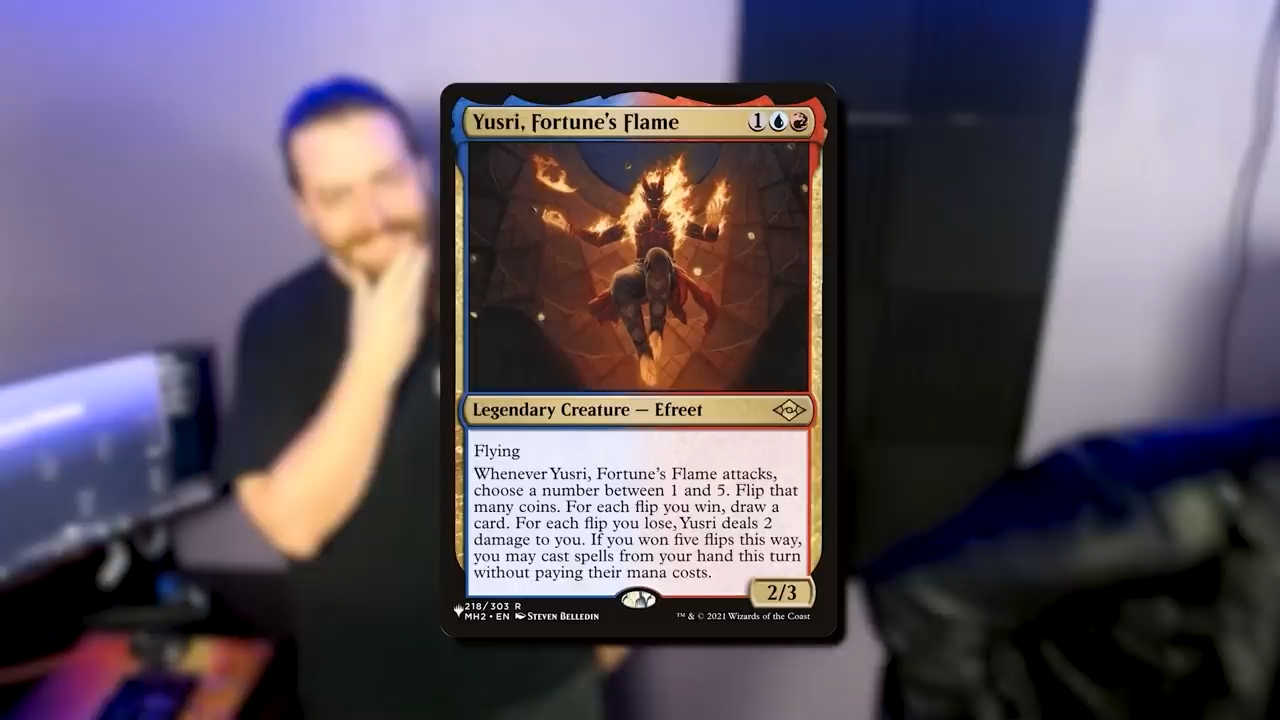 Yusri, Fortune's Flame 1
Legendary Creature — Efreet
Flying
Whenever Yusri, Fortune's Flame attacks,
choose a number between 1 and 5. Flip that
many coins. For each flip you win, draw a
card. For each flip you lose, Yusri deals 2
damage to you. If you won five flips this way,
you may cast spells from your hand this turn
without paying their mana costs.
2/3
218/303 R
MH2 • EN Steven Belledin
™ & © 2021 Wizards of the Coast